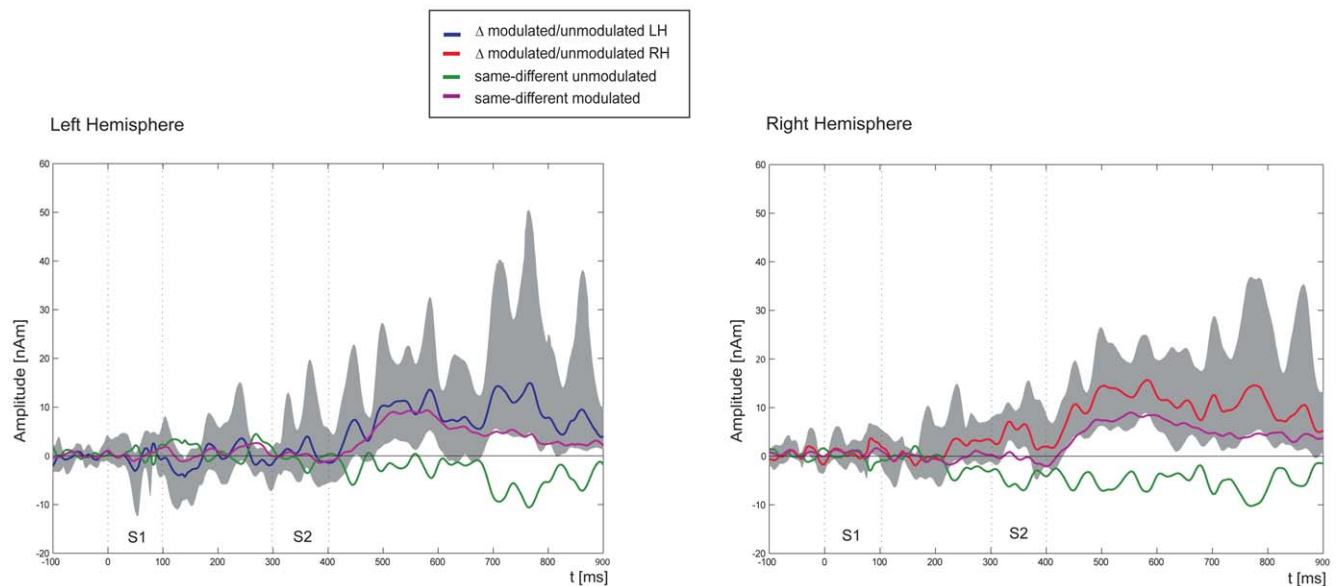 Δ modulated/unmodulated LH
Δ modulated/unmodulated RH
same-different unmodulated
same-different modulated
Left Hemisphere
60
50
40
30
20
10
0
-10
-20
Amplitude [nAm]
S1
S2
-100 0 100 200 300 400 500 600 700 800 900
t [ms]
Right Hemisphere
60
50
40
30
20
10
0
-10
-20
Amplitude [nAm]
S1
S2
-100 0 100 200 300 400 500 600 700 800 900
t [ms]